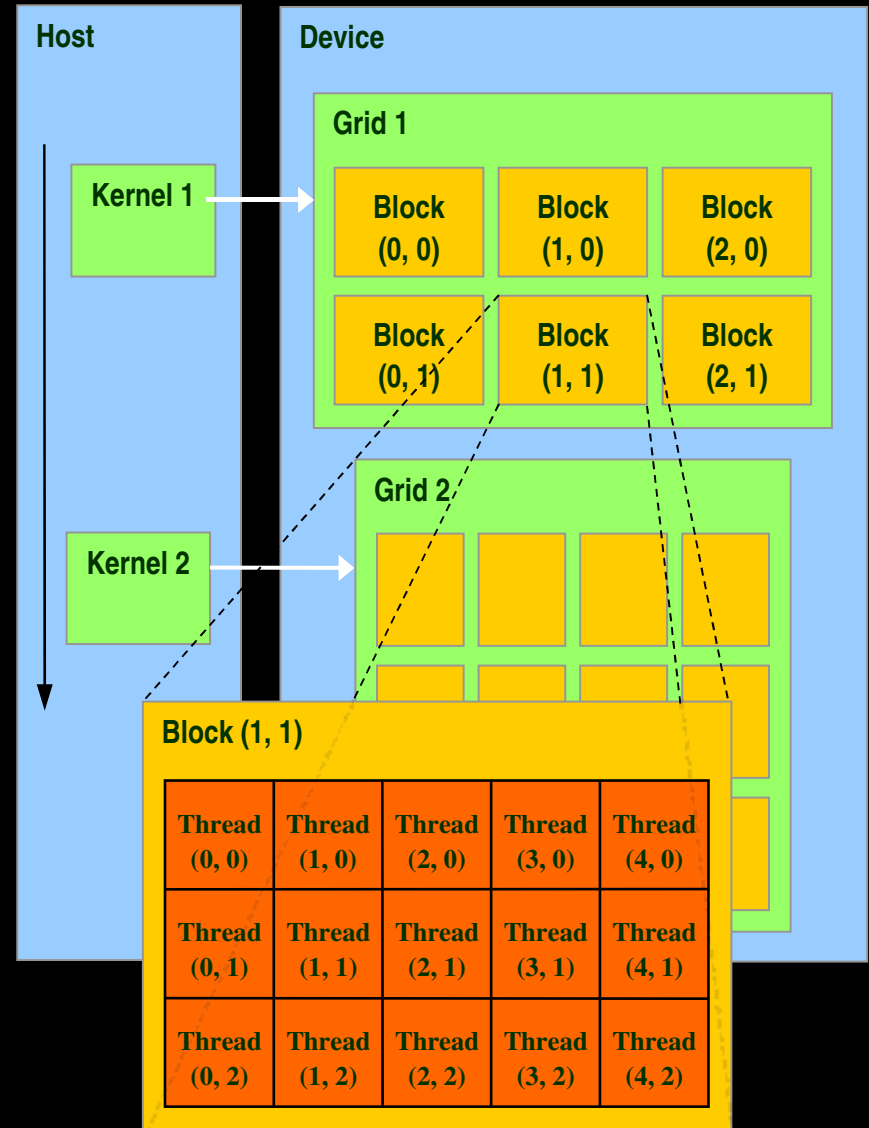 Host
Device
Grid 1
Kernel 1
Block
(0, 0)
Block
(1, 0)
Block
(2, 0)
Block
(0, 1)
Block
(1, 1)
Block
(2, 1)
Grid 2
Kernel 2
Block (1, 1)
Thread
(0, 0)
Thread
(1, 0)
Thread
(2, 0)
Thread
(3, 0)
Thread
(4, 0)
Thread
(0, 1)
Thread
(1, 1)
Thread
(2, 1)
Thread
(3, 1)
Thread
(4, 1)
Thread
(0, 2)
Thread
(1, 2)
Thread
(2, 2)
Thread
(3, 2)
Thread
(4, 2)